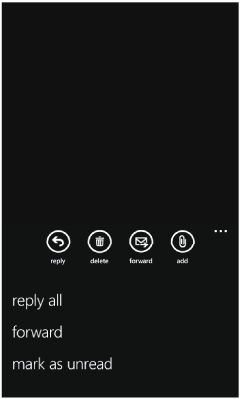 reply delete forward add
reply all
forward
mark as unread